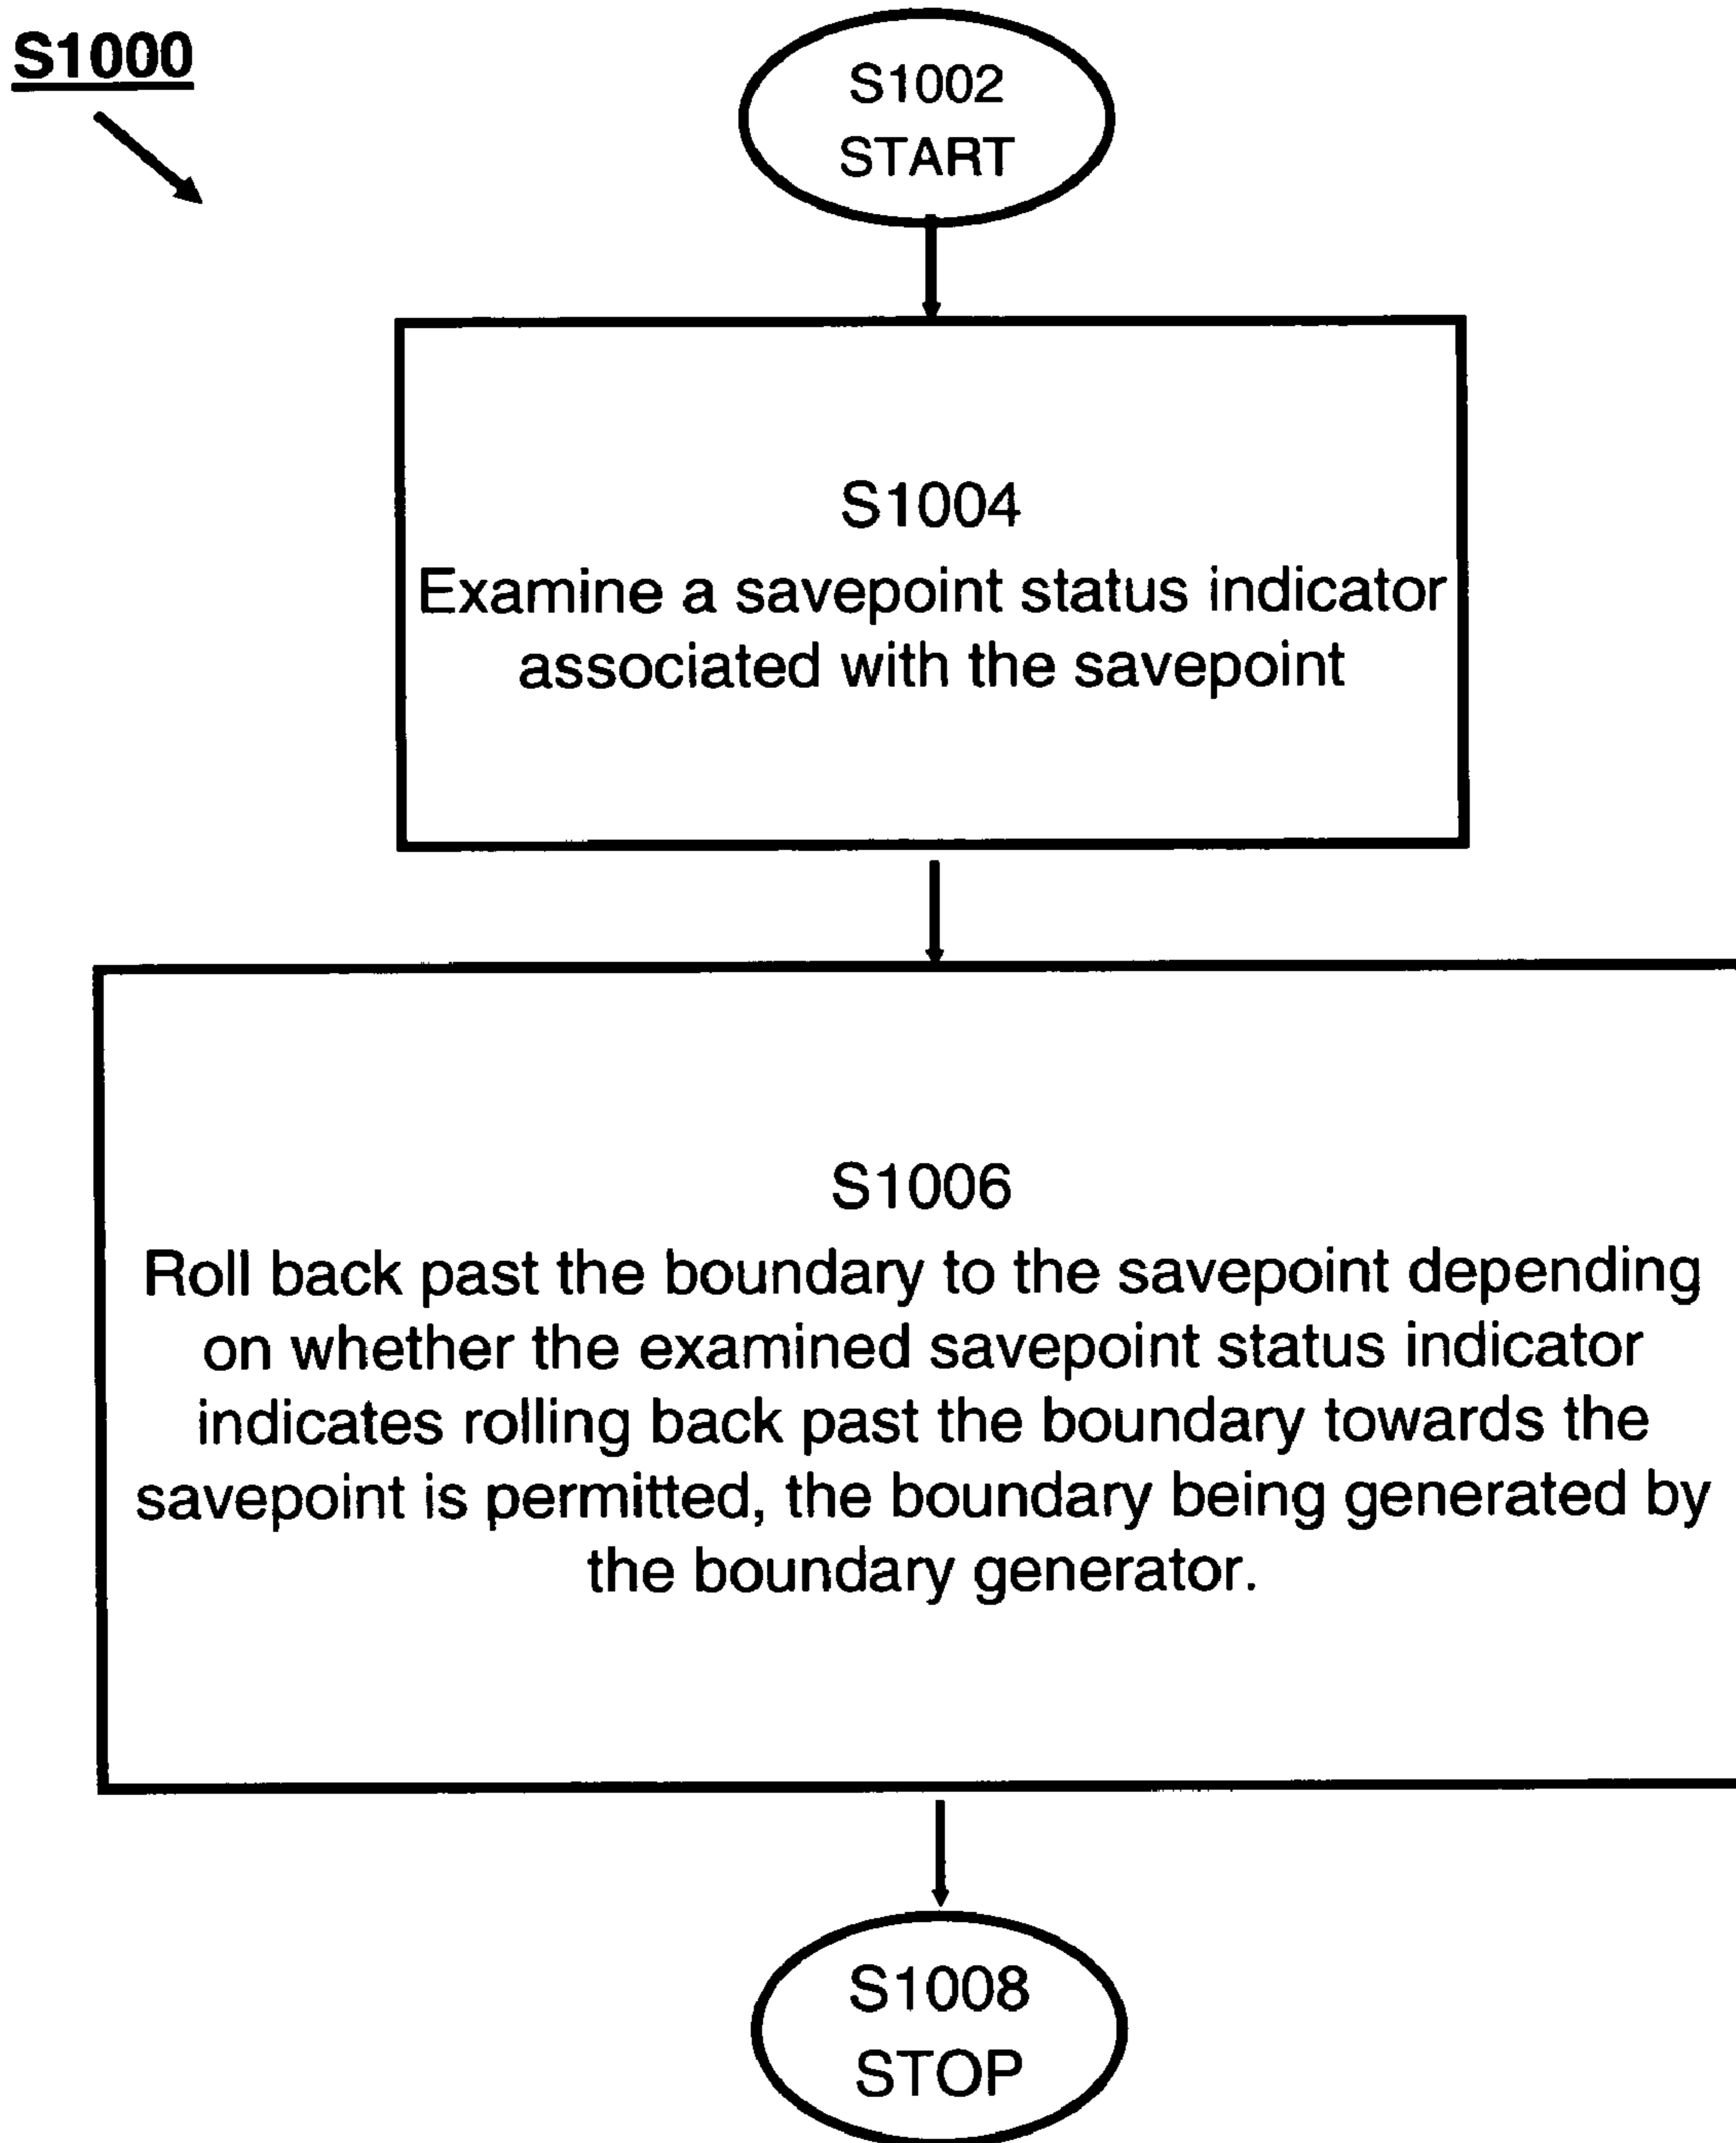 S1000
S1002
START
S1004
Examine a savepoint status indicator
associated with the savepoint
S1006
Roll back past the boundary to the savepoint depending
on whether the examined savepoint status indicator
indicates rolling back past the boundary towards the
savepoint is permitted, the boundary being generated by
the boundary generator.
S1008
STOP